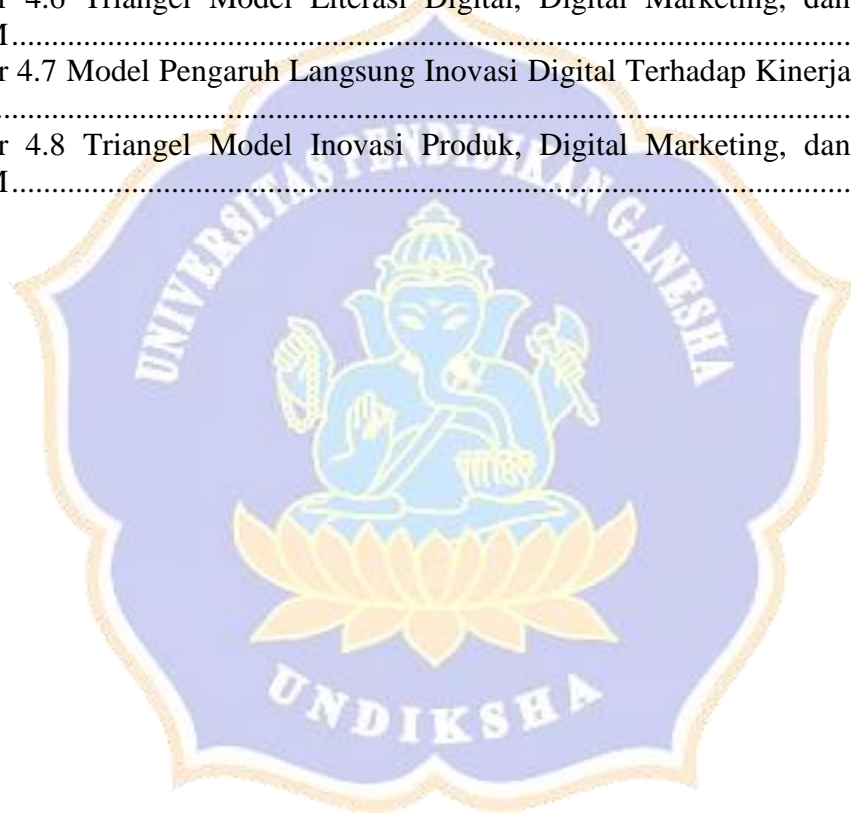 r 4.6 Triangel Model Literasi Digital, Digital Marketing, dan
M....................................................................................................
r 4.7 Model Pengaruh Langsung Inovasi Digital Terhadap Kinerja
....................................................................................................
r 4.8 Triangel Model Inovasi Produk, Digital Marketing, dan
M....................................................................................................
UNIVERSITAS PENDIDIKAN GANESHA
UNDIKSHA